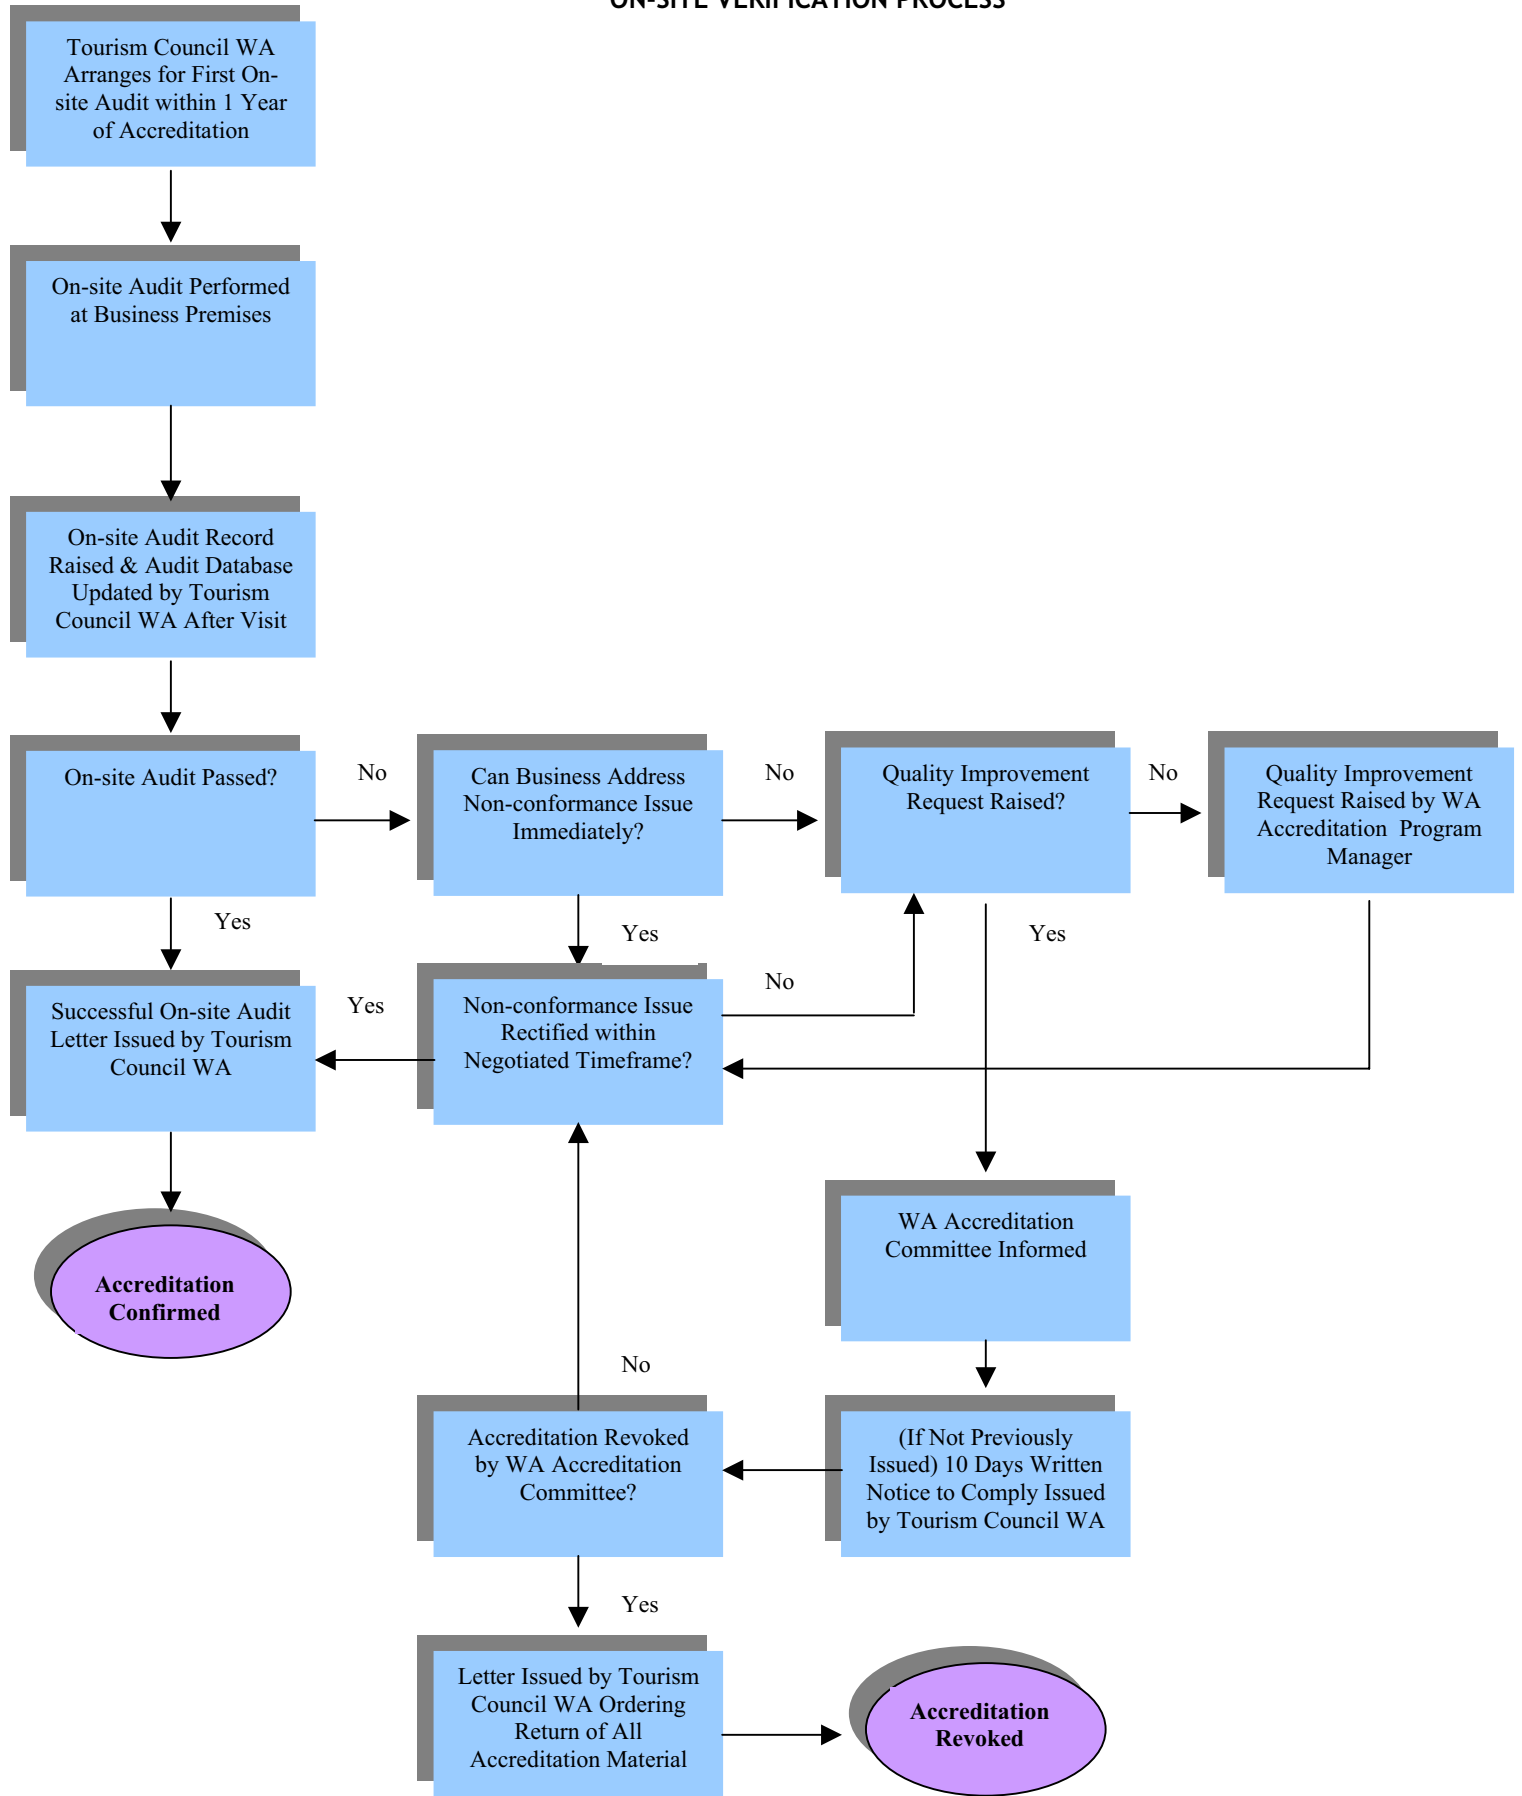 ON-SITE VERIFICATION PROCESS
Tourism Council WA
Arranges for First On-
site Audit within 1 Year
of Accreditation
On-site Audit Performed
at Business Premises
On-site Audit Record
Raised & Audit Database
Updated by Tourism
Council WA After Visit
On-site Audit Passed?
No
Can Business Address
Non-conformance Issue
Immediately?
No
Quality Improvement
Request Raised?
No
Quality Improvement
Request Raised by WA
Accreditation  Program
Manager
Yes
Yes
Yes
Successful On-site Audit
Letter Issued by Tourism
Council WA
Yes
Non-conformance Issue
Rectified within
Negotiated Timeframe?
No
Accreditation
Confirmed
WA Accreditation
Committee Informed
No
Accreditation Revoked
by WA Accreditation
Committee?
(If Not Previously
Issued) 10 Days Written
Notice to Comply Issued
by Tourism Council WA
Yes
Letter Issued by Tourism
Council WA Ordering
Return of All
Accreditation Material
Accreditation
Revoked